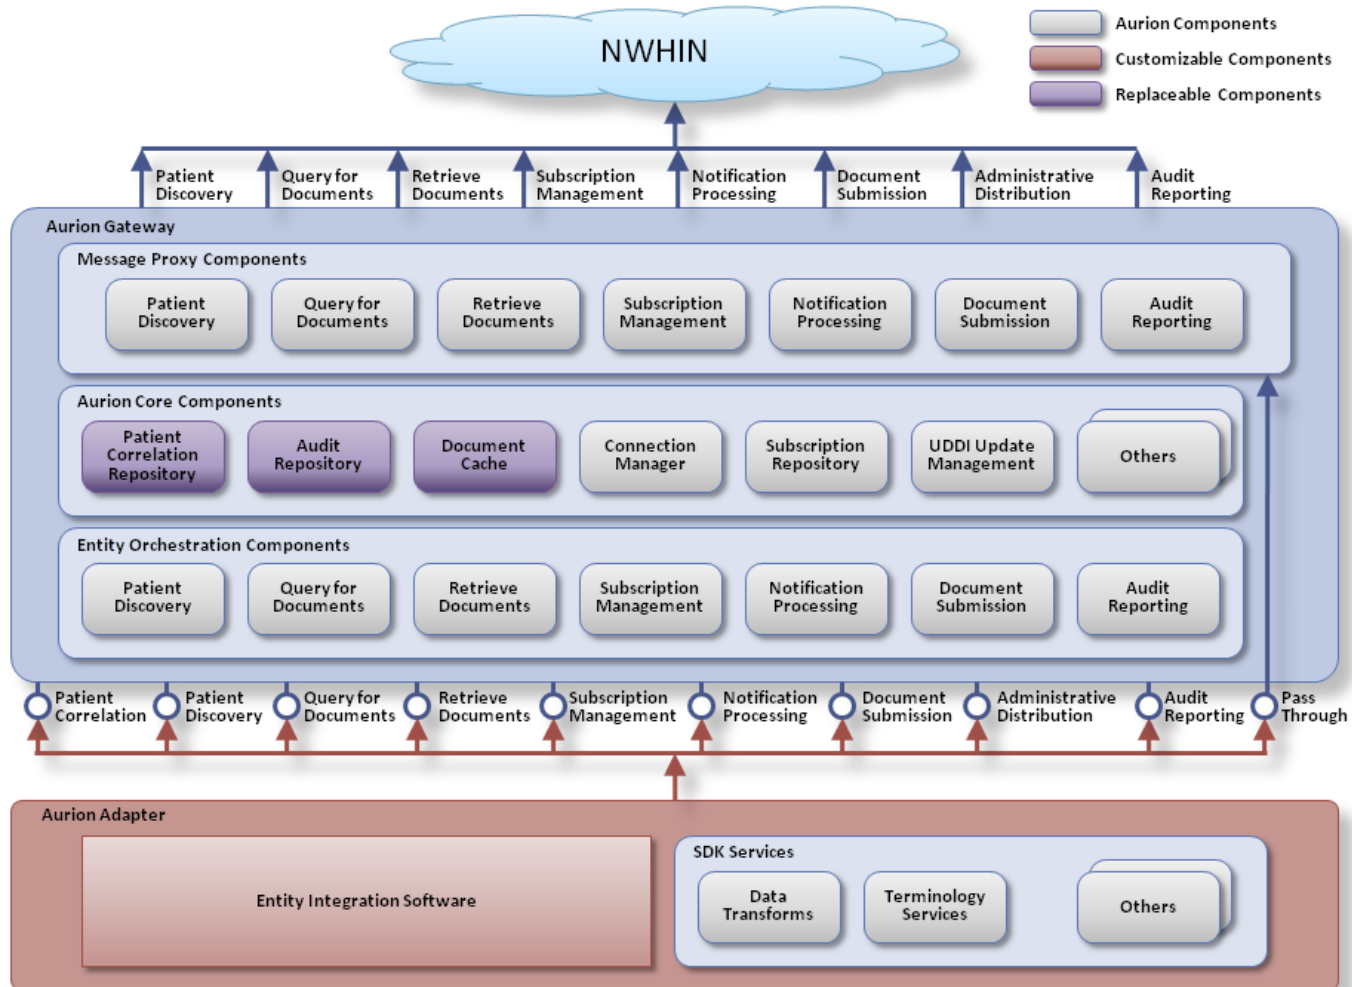 NWHIN
Aurion Components
Customizable Components
Replaceable Components
Patient
Discovery
Query for
Documents
Retrieve
Documents
Subscription
Management
Notification
Processing
Document
Submission
Administrative
Distribution
Audit
Reporting
Aurion Gateway
Message Proxy Components
Patient
Discovery
Query for
Documents
Retrieve
Documents
Subscription
Management
Notification
Processing
Document
Submission
Audit
Reporting
Aurion Core Components
Patient
Correlation
Repository
Audit
Repository
Document
Cache
Connection
Manager
Subscription
Repository
UDDI Update
Management
Others
Entity Orchestration Components
Patient
Discovery
Query for
Documents
Retrieve
Documents
Subscription
Management
Notification
Processing
Document
Submission
Audit
Reporting
Patient
Correlation
Patient
Discovery
Query for
Documents
Retrieve
Documents
Subscription
Management
Notification
Processing
Document
Submission
Administrative
Distribution
Audit
Reporting
Pass
Through
Aurion Adapter
Entity Integration Software
SDK Services
Data
Transforms
Terminology
Services
Others